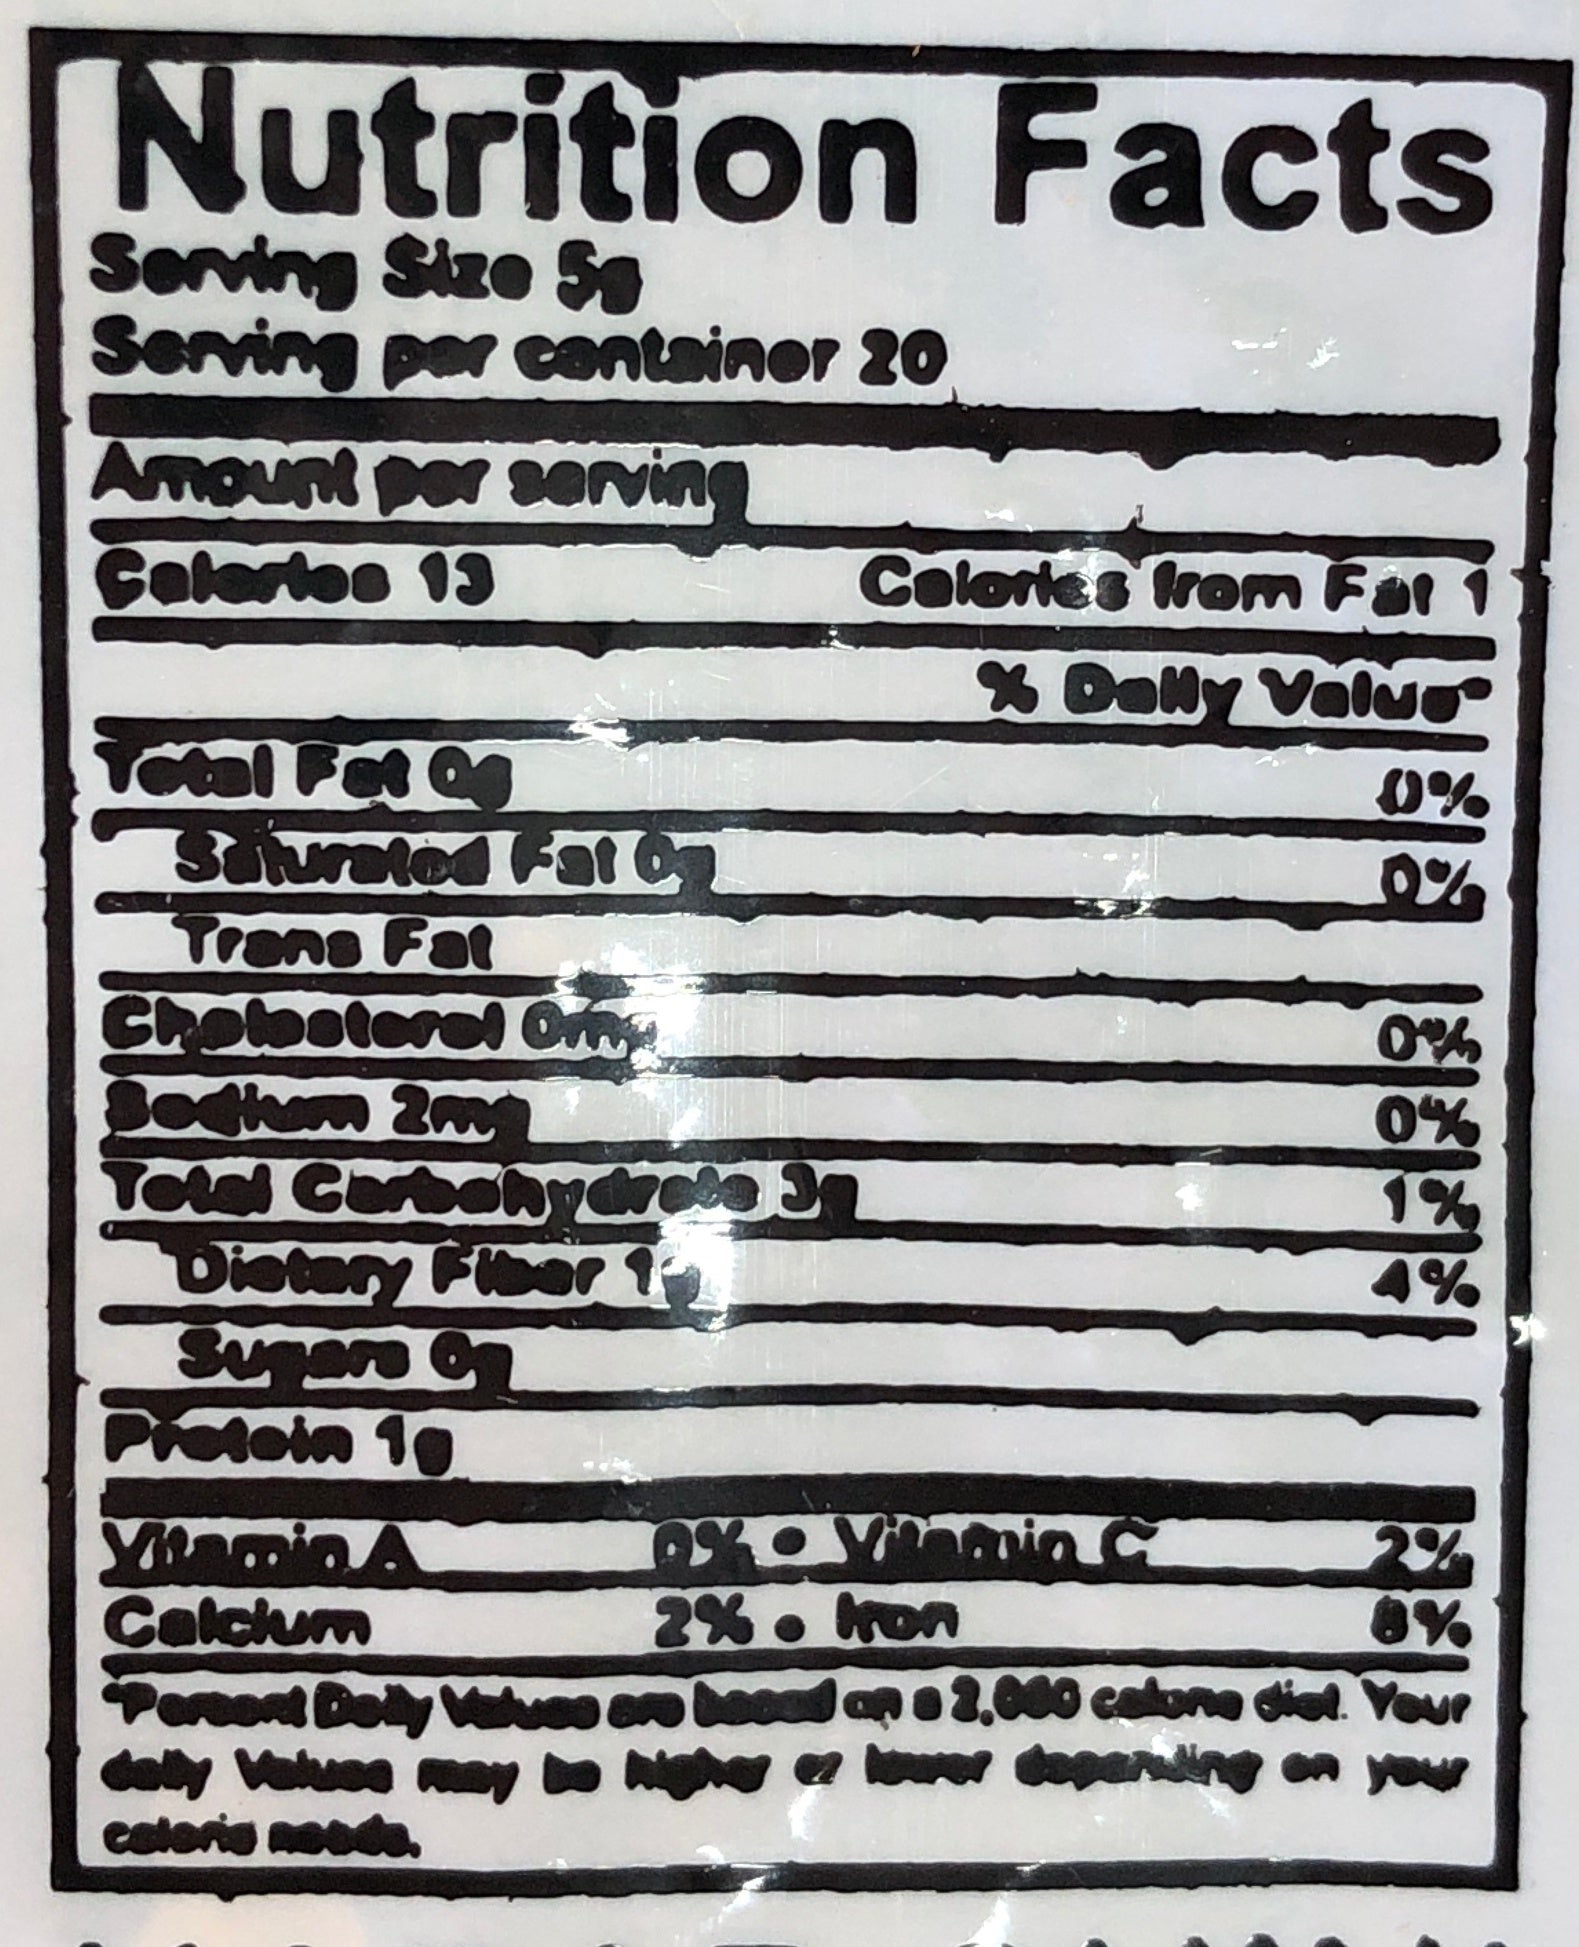 Nutrition Facts
Serving Size 5g
Serving per container 20
Amount per serving
Calories 13 Calories from Fat 1
% Daily Value*
Total Fat 0g 0%
Saturated Fat 0g 0%
Trans Fat
Cholesterol 0mg 0%
Sodium 2mg 0%
Total Carbohydrate 3g 1%
Dietary Fiber 1g 4%
Sugars 0g
Protein 1g
Vitamin A 0% • Vitamin C 2%
Calcium 2% • Iron 8%
*Percent Daily Values are based on a 2,000 calorie diet. Your
daily Values may be higher or lower depending on your
calorie needs.